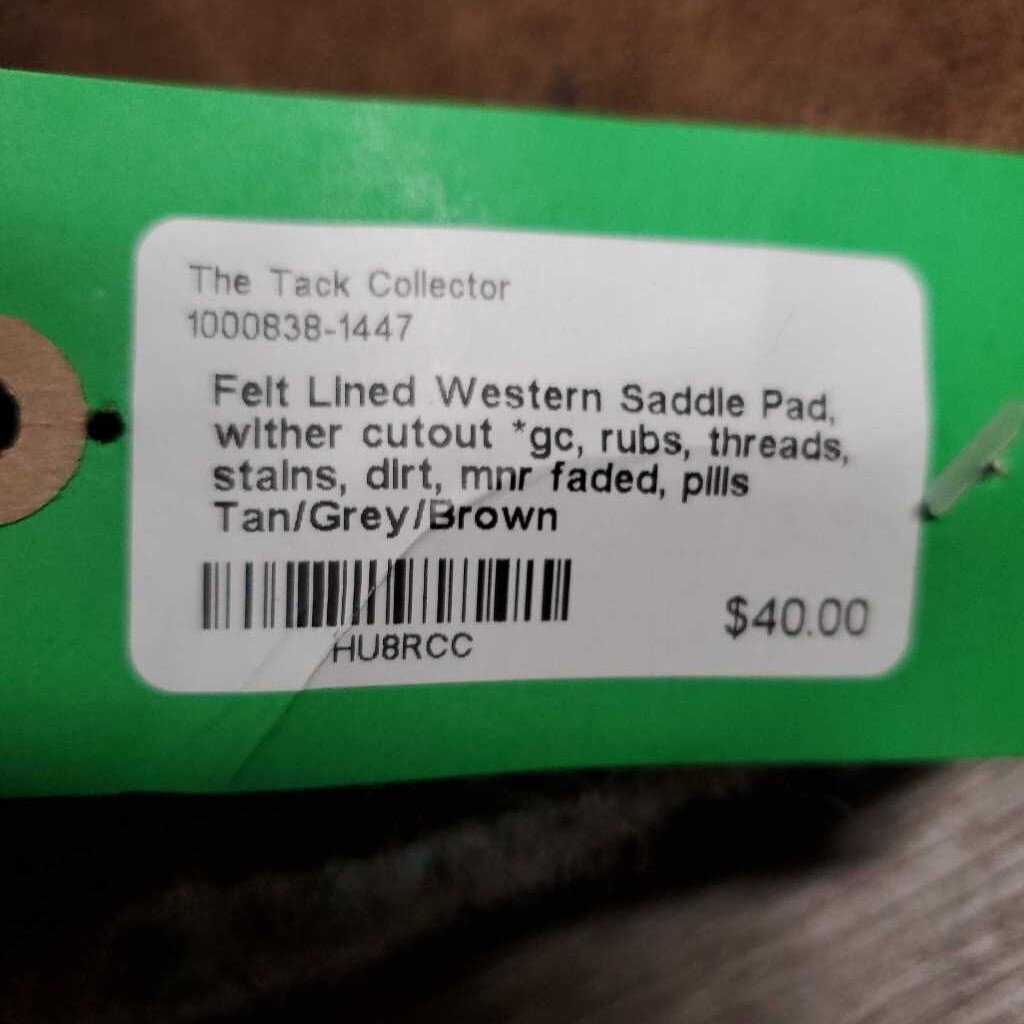 The Tack Collector
1000838-1447
Felt Lined Western Saddle Pad,
wither cutout *gc, rubs, threads,
stains, dirt, mnr faded, pills
Tan/Grey/Brown
HU8RCC
$40.00